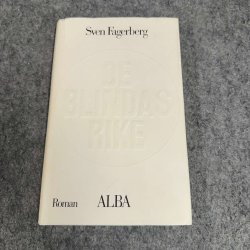 Sven Fagerberg
DE
BLINDAS
RIKE
Roman ALBA